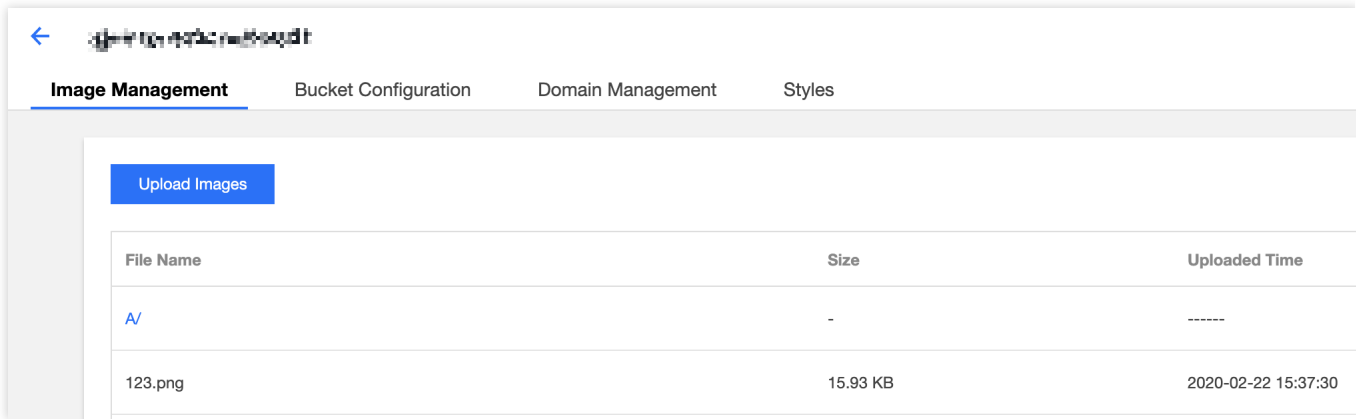 Image Management Bucket Configuration Domain Management Styles
Upload Images
File Name Size Uploaded Time
A/ - ------
123.png 15.93 KB 2020-02-22 15:37:30